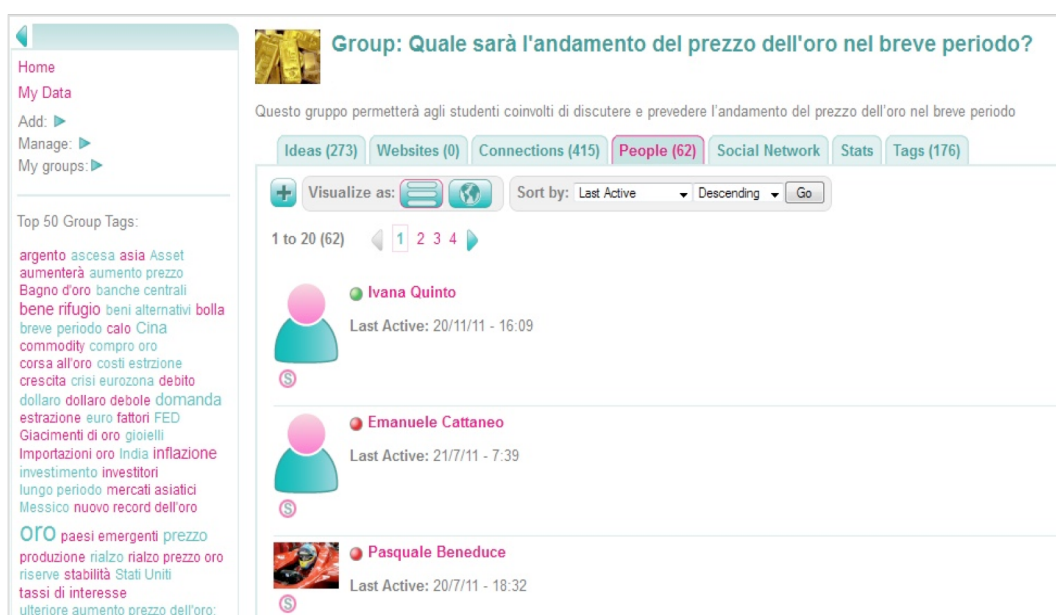 Home
My Data
Add:
Manage:
My groups:
Top 50 Group Tags:
argento ascesa asia Asset
aumenterà aumento prezzo
Bagno d'oro banche centrali
bene rifugio beni alternativi bolla
breve periodo calo Cina
commodity compro oro
corsa all'oro costi estrzione
crescita crisi eurozona debito
dollaro dollaro debole domanda
estrazione euro fattori FED
Giacimenti di oro gioielli
Importazioni oro India inflazione
investimento investitori
lungo periodo mercati asiatici
Messico nuovo record dell'oro
oro paesi emergenti prezzo
produzione rialzo rialzo prezzo oro
riserve stabilità Stati Uniti
tassi di interesse
ulteriore aumento prezzo dell'oro:
Group: Quale sarà l'andamento del prezzo dell'oro nel breve periodo?
Questo gruppo permetterà agli studenti coinvolti di discutere e prevedere l'andamento del prezzo dell'oro nel breve periodo
Ideas (273) Websites (0) Connections (415) People (62) Social Network Stats Tags (176)
Visualize as: Sort by: Last Active Descending Go
1 to 20 (62) 1 2 3 4
Ivana Quinto
Last Active: 20/11/11 - 16:09
S
Emanuele Cattaneo
Last Active: 21/7/11 - 7:39
S
Pasquale Beneduce
Last Active: 20/7/11 - 18:32
S